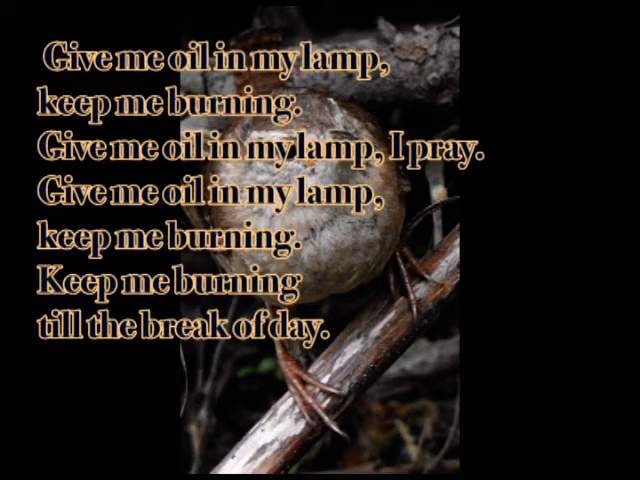 Give me oil in my lamp,
keep me burning.
Give me oil in my lamp, I pray.
Give me oil in my lamp,
keep me burning.
Keep me burning
till the break of day.